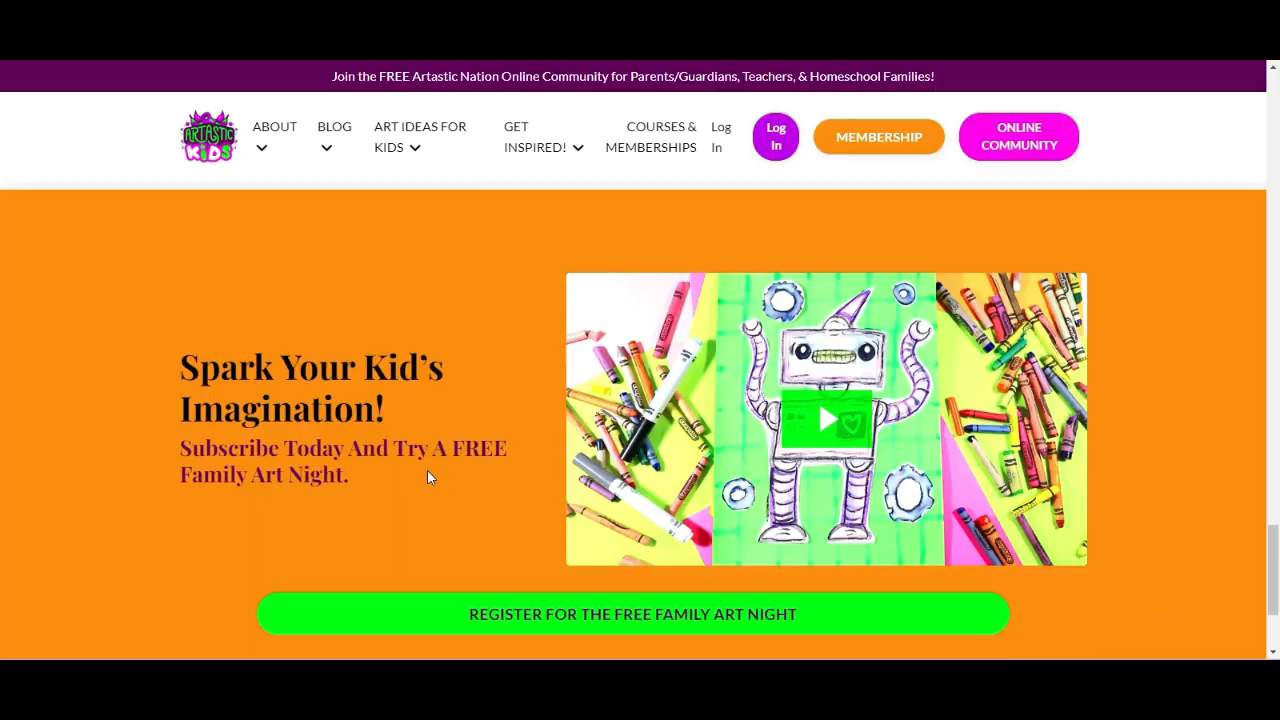 Join the FREE Artastic Nation Online Community for Parents/Guardians, Teachers, & Homeschool Families!
ARTASTIC
KiDS
ABOUT
BLOG
ART IDEAS FOR
KIDS
GET
INSPIRED!
COURSES &
MEMBERSHIPS
Log
In
Log
In
MEMBERSHIP
ONLINE
COMMUNITY
Spark Your Kid’s
Imagination!
Subscribe Today And Try A FREE
Family Art Night.
REGISTER FOR THE FREE FAMILY ART NIGHT